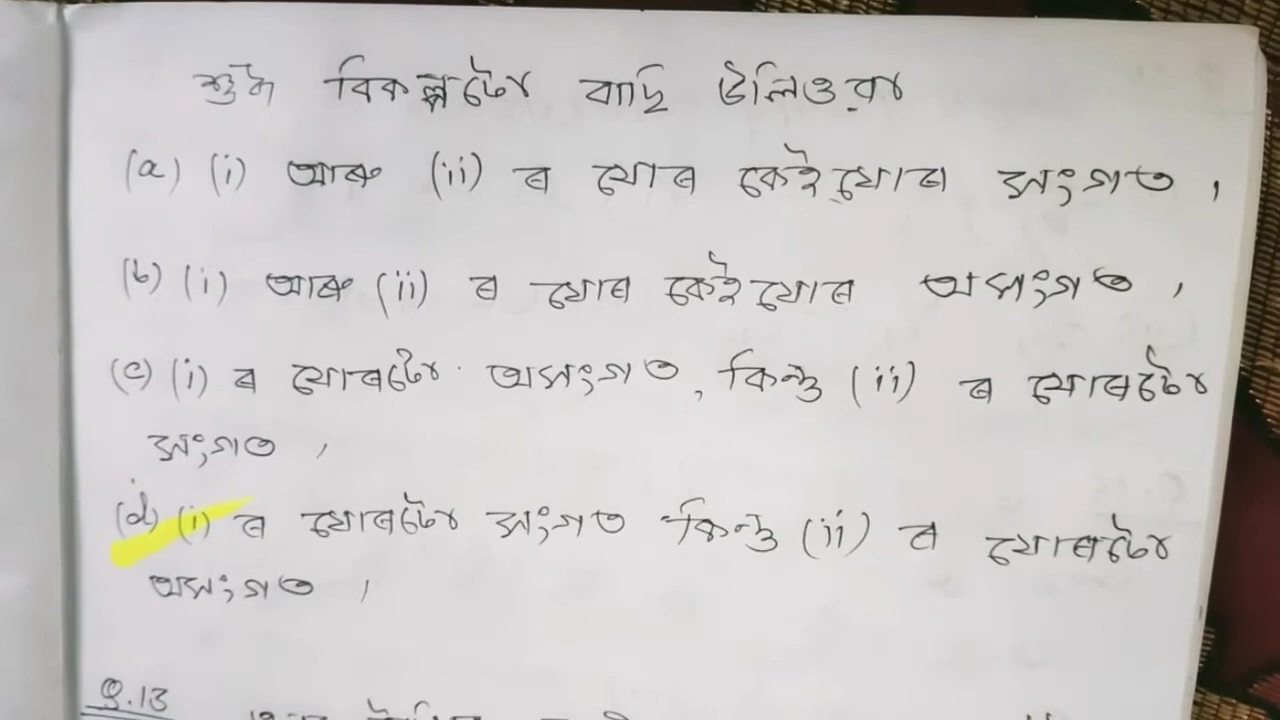 শুদ্ধ বিকল্পটো বাছি উলিওৱা
(a) (i) আৰু (ii) ৰ যোৰ কেইযোৰা সংগত ,
(b) (i) আৰু (ii) ৰ যোৰ কেইযোৰ অসংগত ,
(c) (i) ৰ যোৰটো অসংগত, কিন্তু (ii) ৰ যোৰটো
সংগত ,
(d) (i) ৰ যোৰটো সংগত কিন্তু (ii) ৰ যোৰটো
অসংগত ,
Q.13